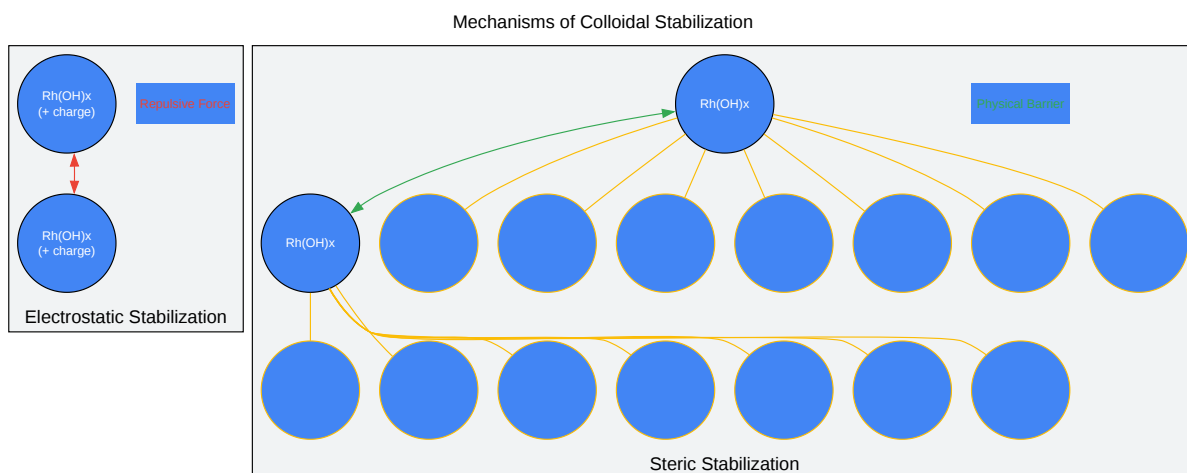 Mechanisms of Colloidal Stabilization
Rh(OH)x
(+ charge)
Repulsive Force
Rh(OH)x
(+ charge)
Electrostatic Stabilization
Rh(OH)x
Physical Barrier
Rh(OH)x
Steric Stabilization